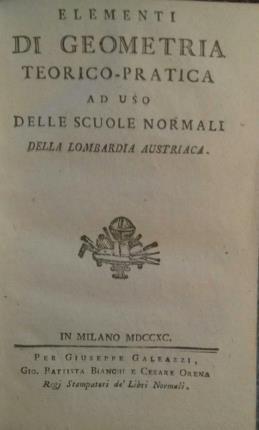 ELEMENTI
DI GEOMETRIA
TEORICO-PRATICA
AD USO
DELLE SCUOLE NORMALI
DELLA LOMBARDIA AUSTRIACA.
IN MILANO MDCCXC.
PER GIUSEPPE GALEAZZI,
GIO. BATTISTA BIANCHI E CESARE ORENA
Regj Stampatori de' Libri Normali.